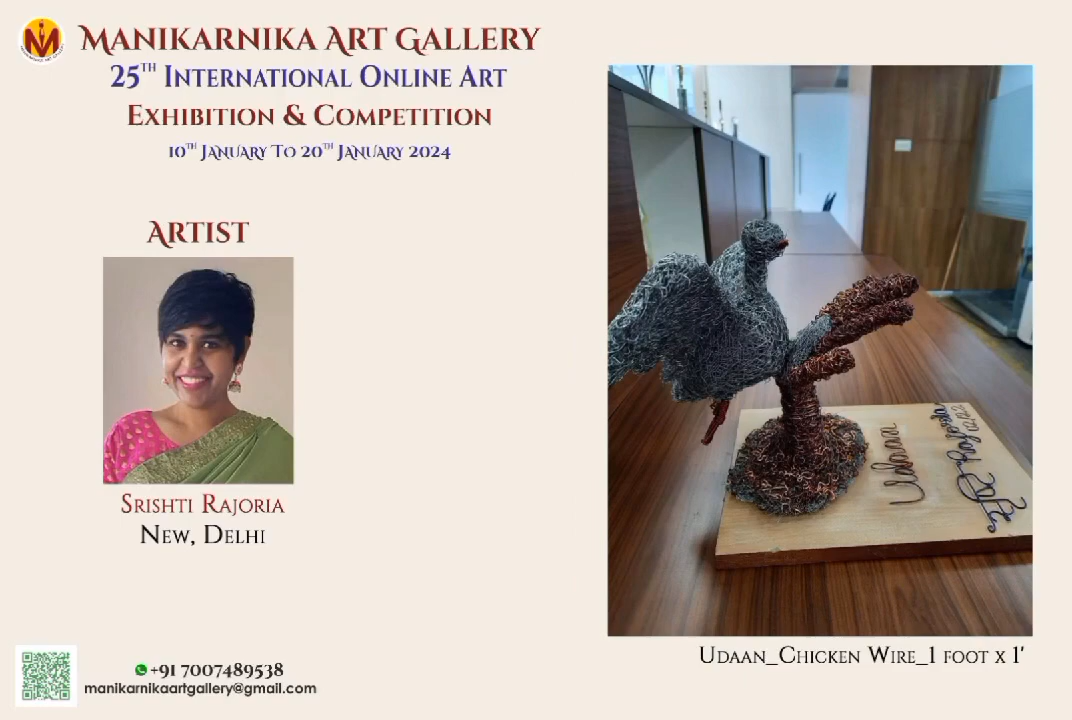 MANIKARNIKA ART GALLERY
25TH INTERNATIONAL ONLINE ART
EXHIBITION & COMPETITION
10TH JANUARY TO 20TH JANUARY 2024
ARTIST
SRISHTI RAJORIA
NEW, DELHI
+91 7007489538
manikarnikaartgallery@gmail.com
Udaan
UDAAN_CHICKEN WIRE_1 FOOT X 1'